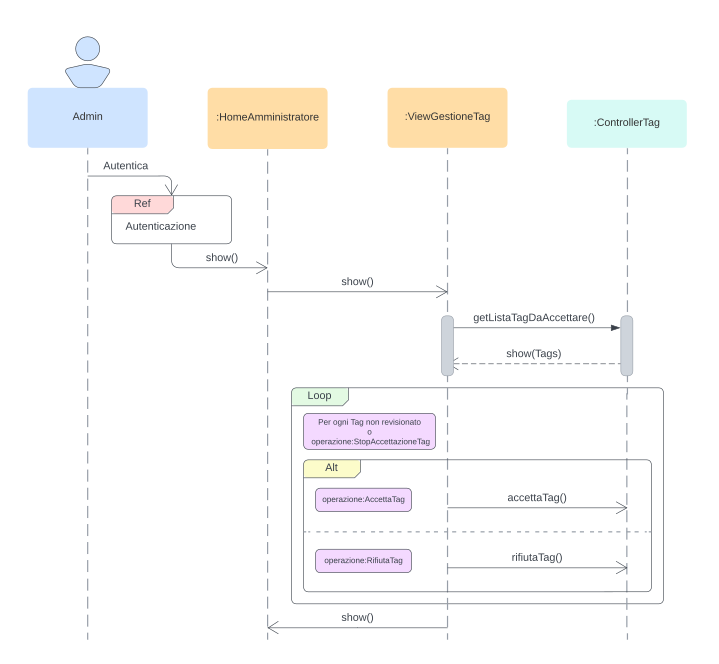 Admin
:HomeAmministratore
:ViewGestioneTag
:ControllerTag
Autentica
Ref
Autenticazione
show()
show()
getListaTagDaAccettare()
show(Tags)
Loop
Per ogni Tag non revisionato
o
operazione:StopAccettazioneTag
Alt
operazione:AccettaTag
accettaTag()
operazione:RifiutaTag
rifiutaTag()
show()